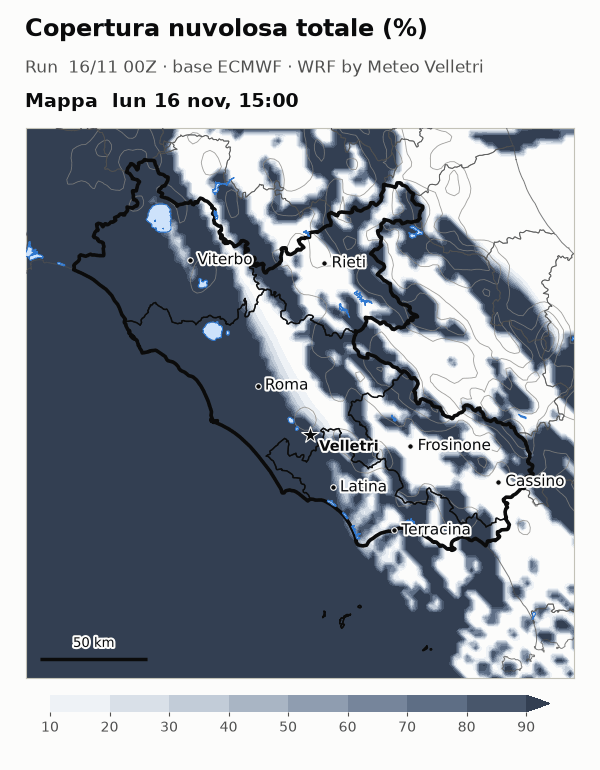 Copertura nuvolosa totale (%)
Run 16/11 00Z · base ECMWF · WRF by Meteo Velletri
Mappa lun 16 nov, 15:00
Viterbo
Rieti
Roma
Velletri
Frosinone
Cassino
Latina
Terracina
50 km
10 20 30 40 50 60 70 80 90